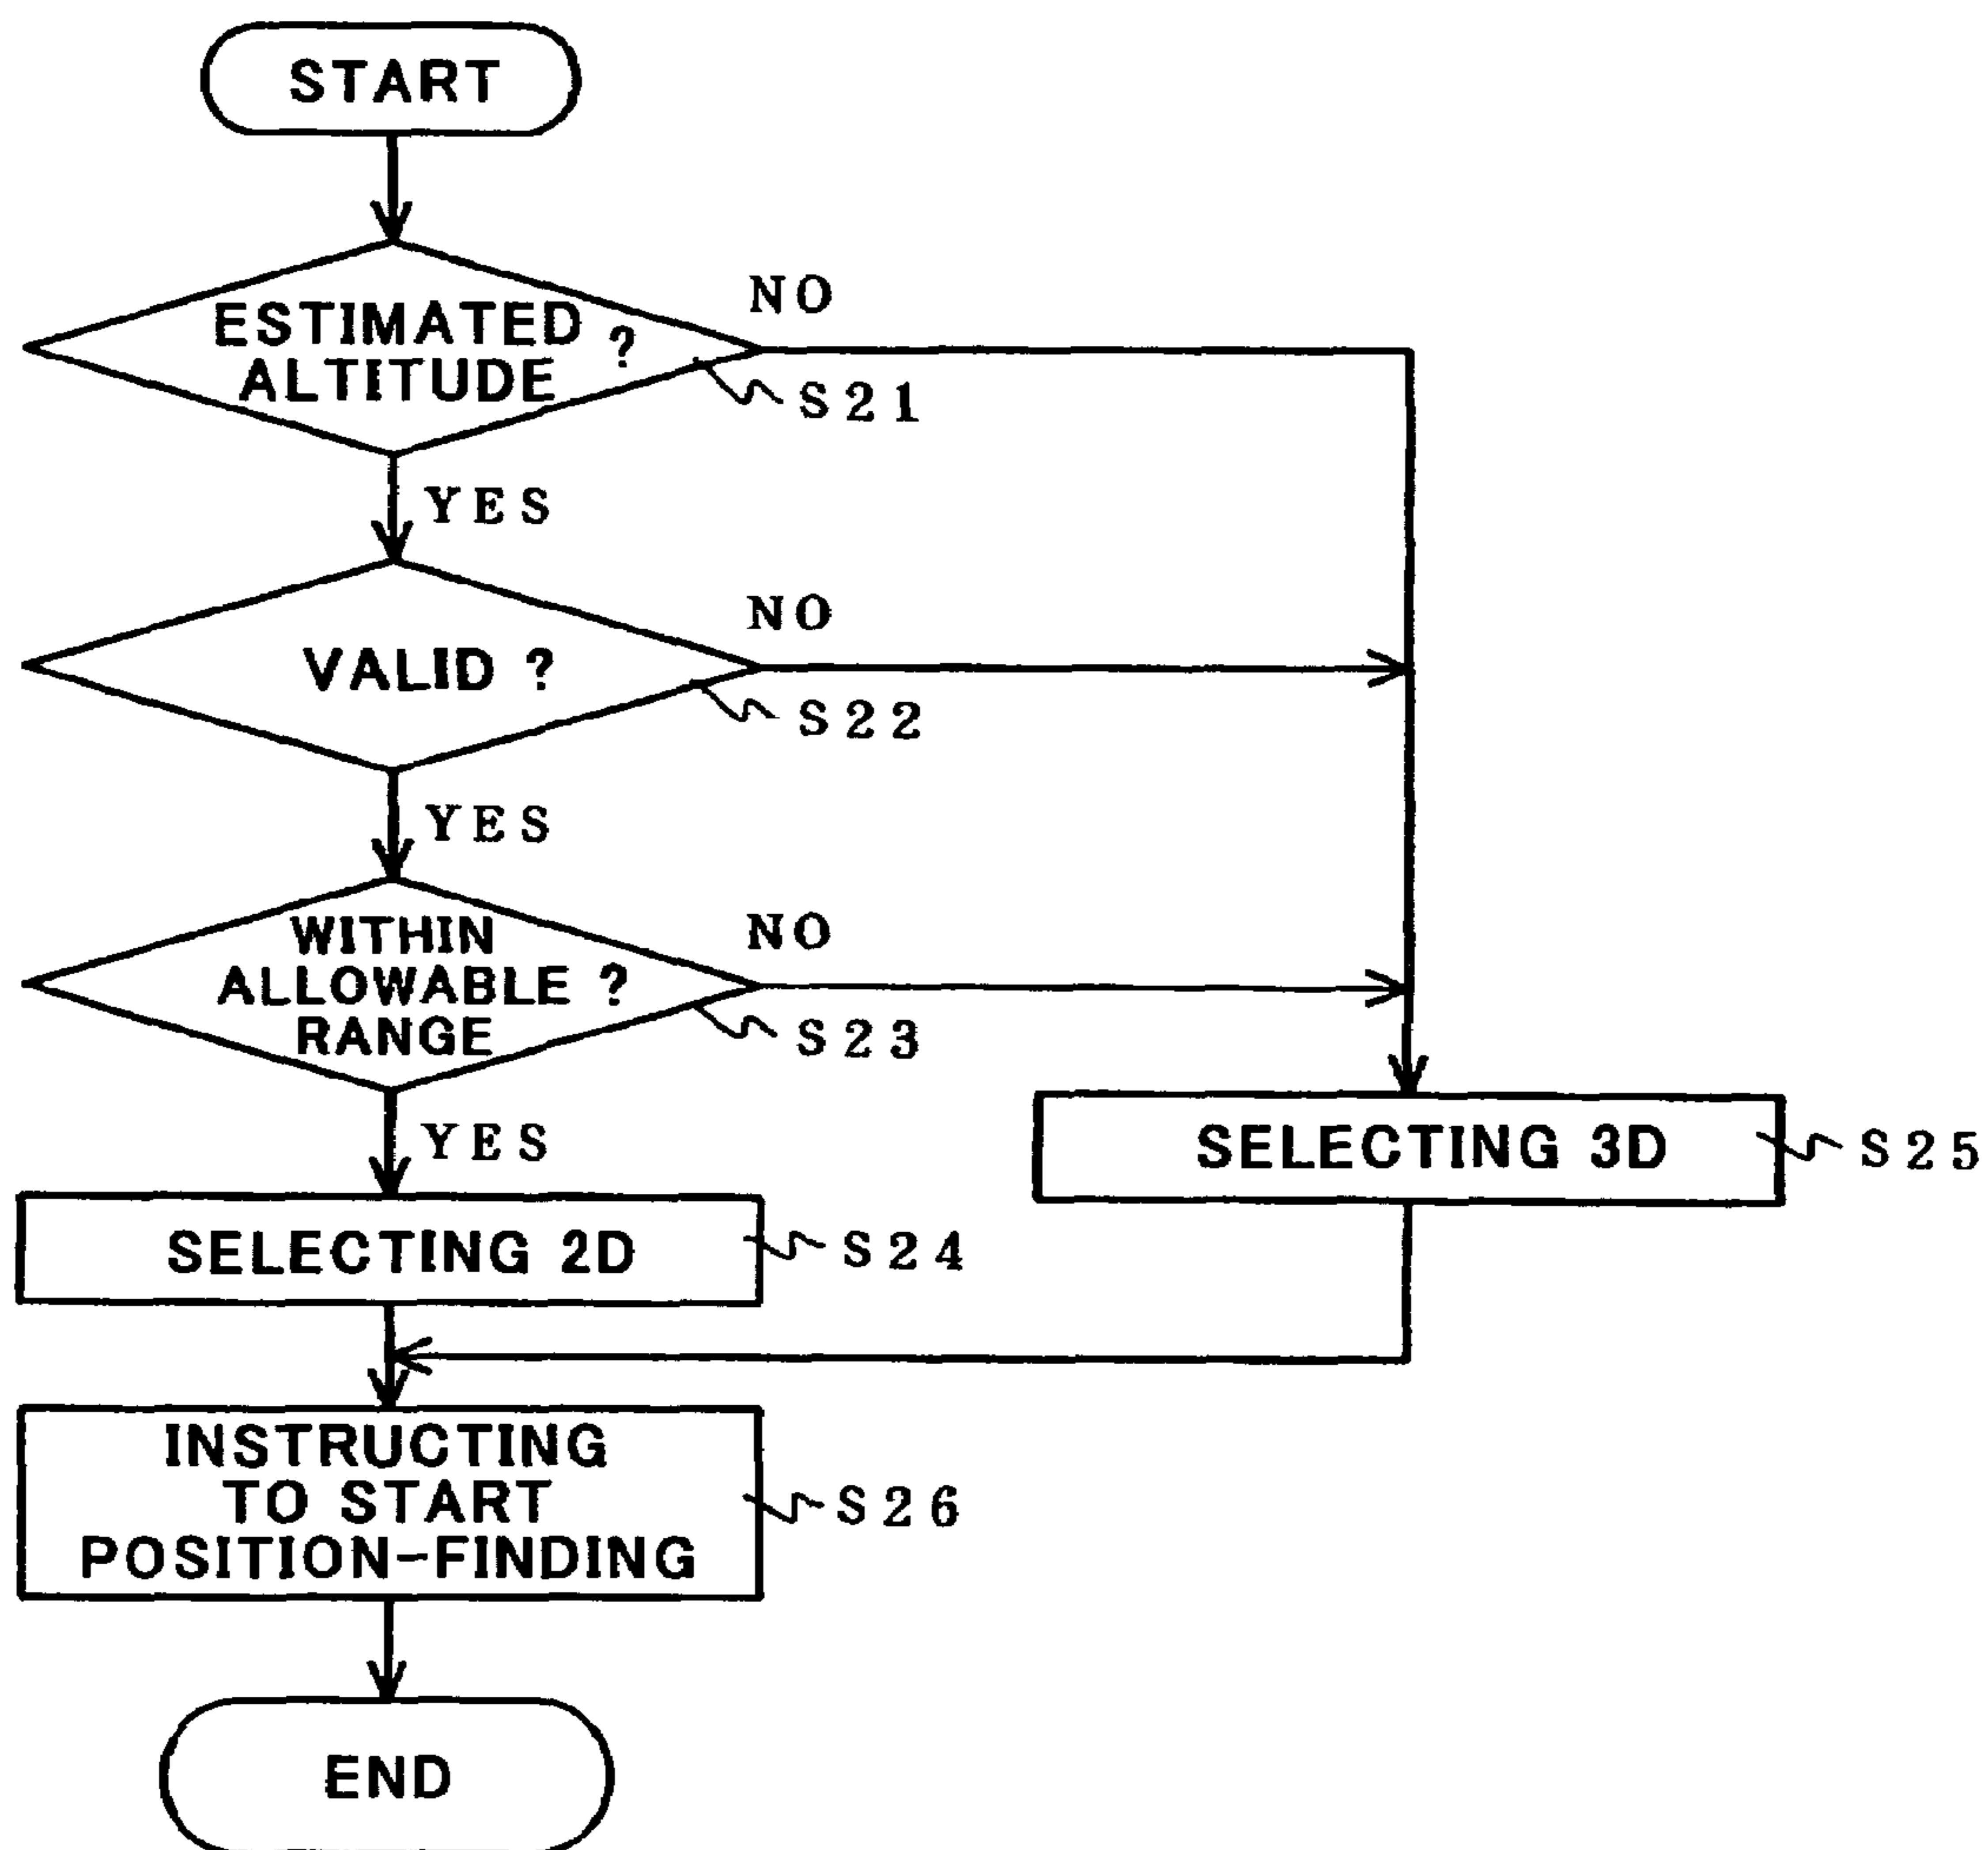 START
ESTIMATED
ALTITUDE ?
NO
S21
YES
VALID ?
NO
S22
YES
WITHIN
ALLOWABLE ?
RANGE
NO
S23
YES
SELECTING 3D
S25
SELECTING 2D
S24
INSTRUCTING
TO START
POSITION-FINDING
S26
END